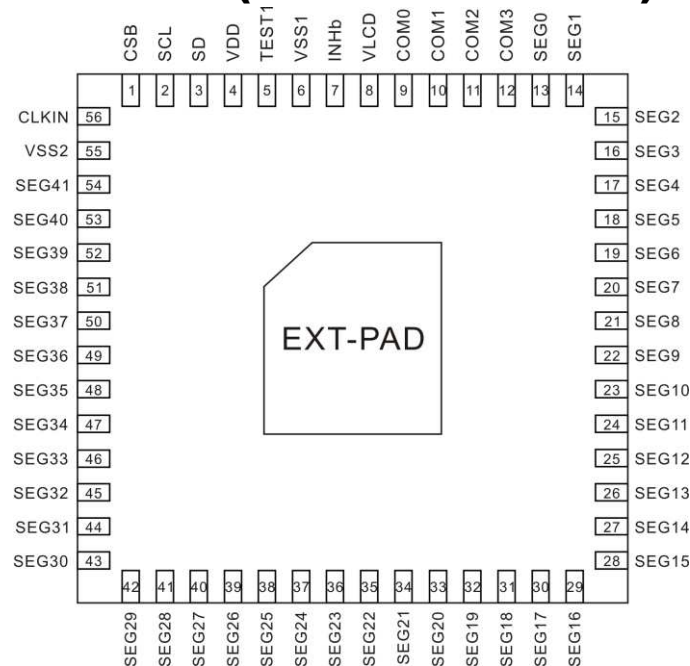 CSB SCL SD VDD TEST1 VSS1 INHb VLCD COM0 COM1 COM2 COM3 SEG0 SEG1
1 2 3 4 5 6 7 8 9 10 11 12 13 14
CLKIN 56 15 SEG2
VSS2 55 16 SEG3
SEG41 54 17 SEG4
SEG40 53 18 SEG5
SEG39 52 19 SEG6
SEG38 51 20 SEG7
SEG37 50 21 SEG8
EXT-PAD
SEG36 49 22 SEG9
SEG35 48 23 SEG10
SEG34 47 24 SEG11
SEG33 46 25 SEG12
SEG32 45 26 SEG13
SEG31 44 27 SEG14
SEG30 43 28 SEG15
42 41 40 39 38 37 36 35 34 33 32 31 30 29
SEG29 SEG28 SEG27 SEG26 SEG25 SEG24 SEG23 SEG22 SEG21 SEG20 SEG19 SEG18 SEG17 SEG16